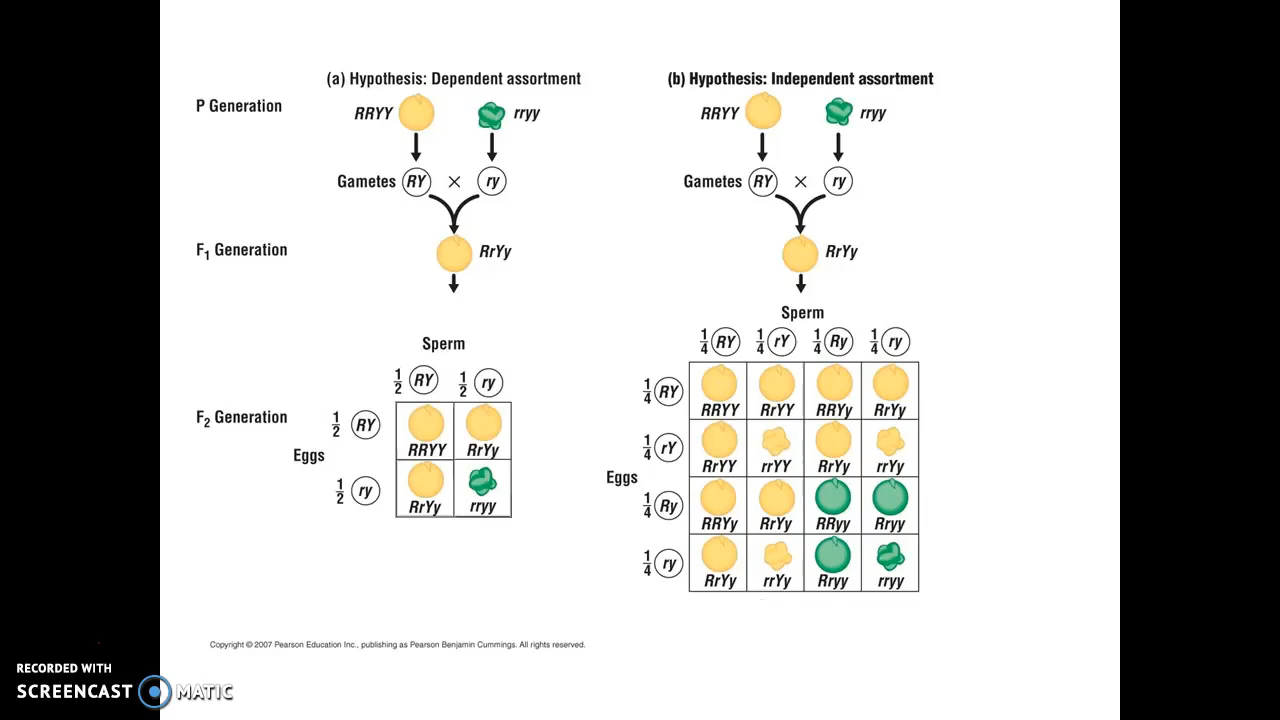 (a) Hypothesis: Dependent assortment
(b) Hypothesis: Independent assortment
P Generation
RRYY
rryy
RRYY
rryy
Gametes RY × ry
Gametes RY × ry
F1 Generation
RrYy
RrYy
Sperm
Sperm
1/2 RY 1/2 ry
1/4 RY 1/4 rY 1/4 Ry 1/4 ry
F2 Generation
Eggs
1/2 RY
RRYY RrYy
1/2 ry
RrYy rryy
Eggs
1/4 RY
RRYY RrYY RRYy RrYy
1/4 rY
RrYY rrYY RrYy rrYy
1/4 Ry
RRYy RrYy RRyy Rryy
1/4 ry
RrYy rrYy Rryy rryy
Copyright © 2007 Pearson Education Inc., publishing as Pearson Benjamin Cummings. All rights reserved.
RECORDED WITH
SCREENCAST MATIC